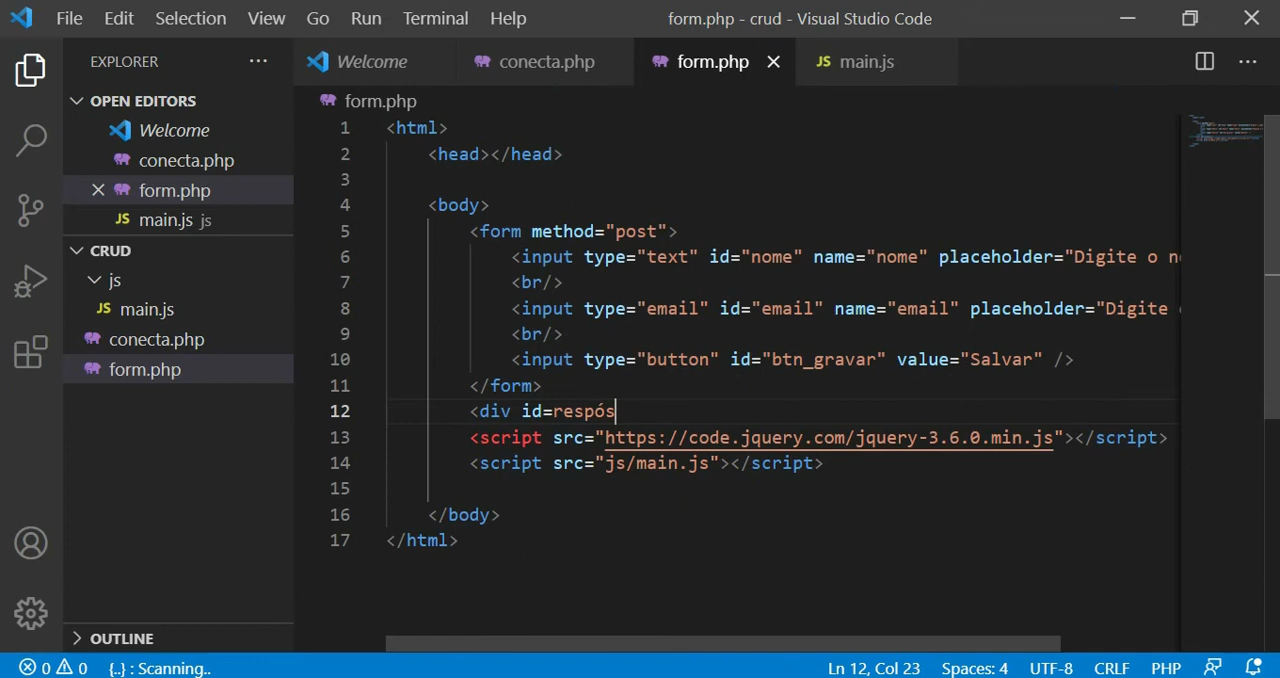 File Edit Selection View Go Run Terminal Help form.php - crud - Visual Studio Code
EXPLORER
Welcome conecta.php form.php main.js
OPEN EDITORS
Welcome
conecta.php
form.php
JS main.js js
CRUD
js
JS main.js
conecta.php
form.php
OUTLINE
form.php
1 <html>
2 <head></head>
3
4 <body>
5 <form method="post">
6 <input type="text" id="nome" name="nome" placeholder="Digite o
7 <br/>
8 <input type="email" id="email" name="email" placeholder="Digite
9 <br/>
10 <input type="button" id="btn_gravar" value="Salvar" />
11 </form>
12 <div id=respós
13 <script src="https://code.jquery.com/jquery-3.6.0.min.js"></script>
14 <script src="js/main.js"></script>
15
16 </body>
17 </html>
0 0 {..} : Scanning.. Ln 12, Col 23 Spaces: 4 UTF-8 CRLF PHP